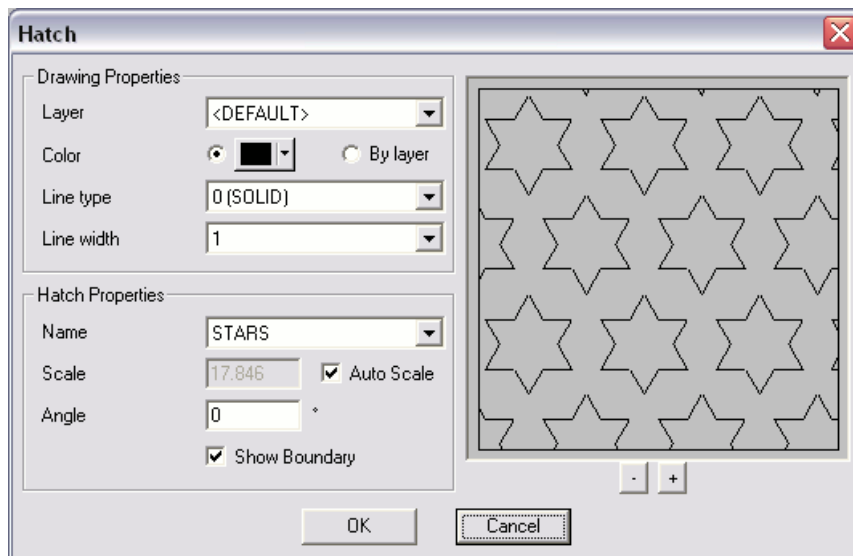 Hatch
Drawing Properties
Layer <DEFAULT>
Color By layer
Line type 0 (SOLID)
Line width 1
Hatch Properties
Name STARS
Scale 17.846 Auto Scale
Angle 0 °
Show Boundary
- +
OK Cancel